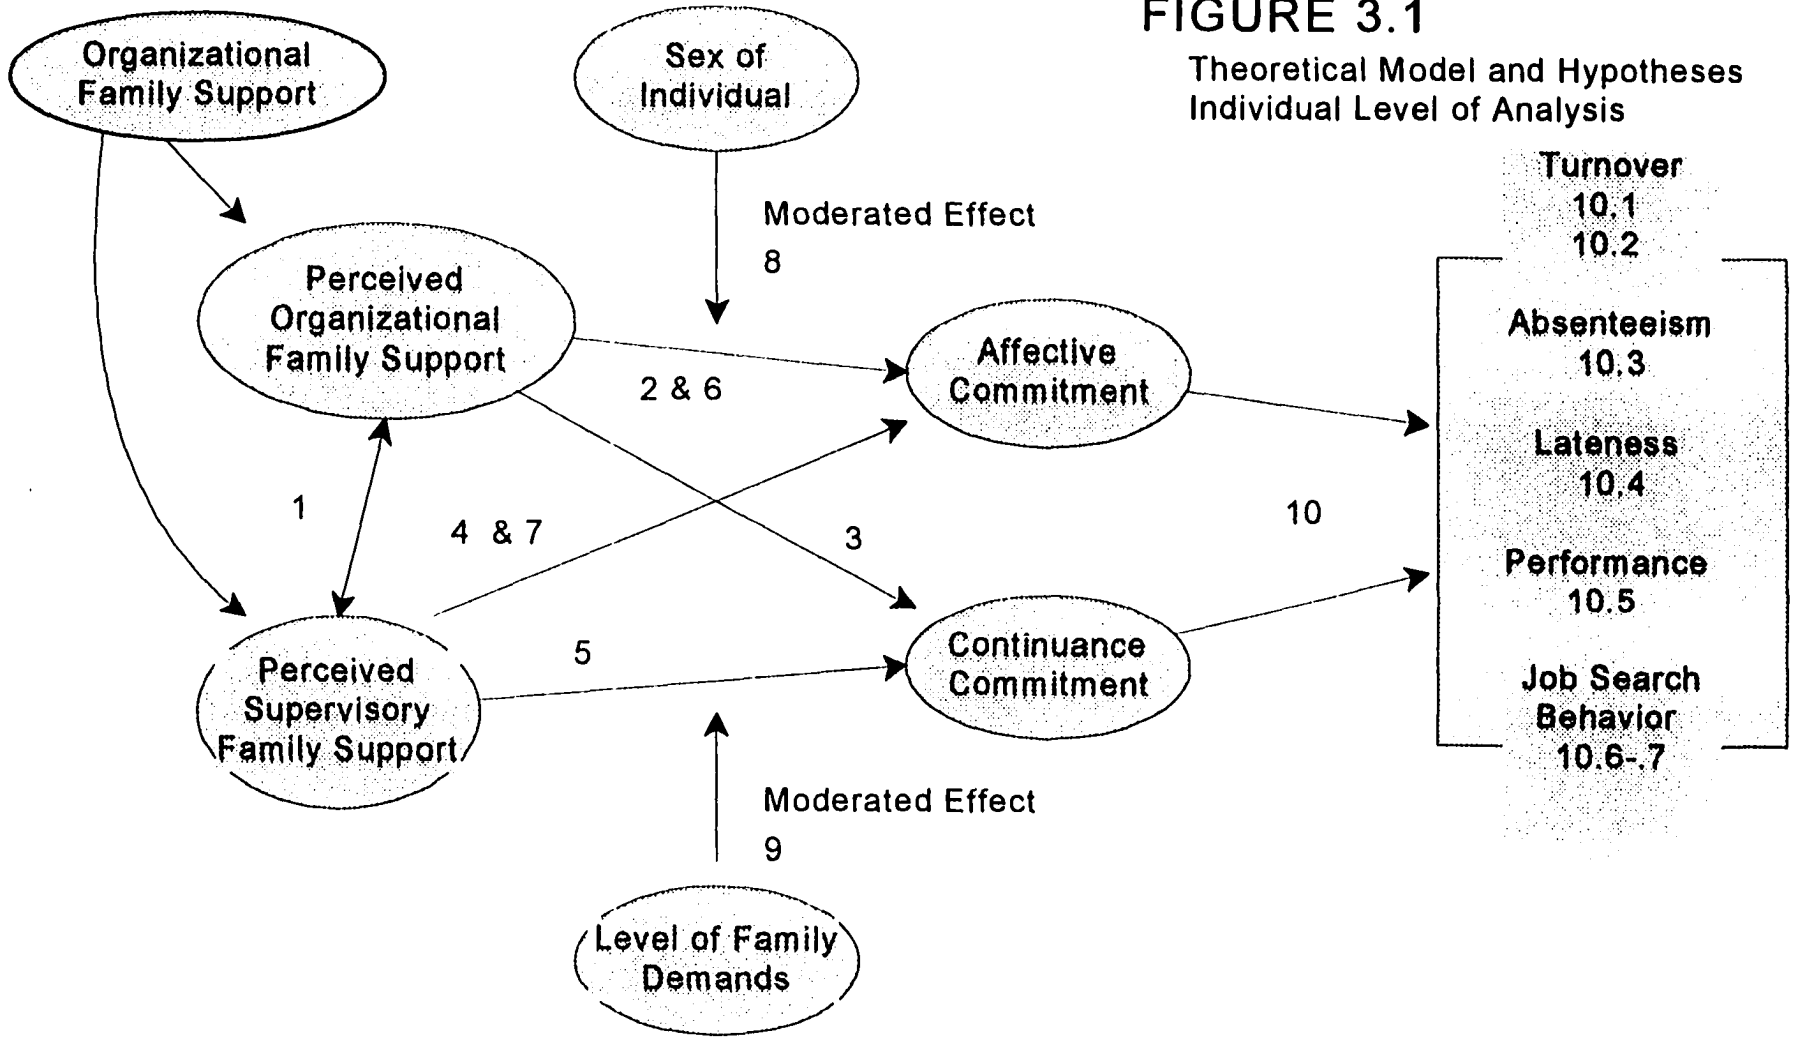 FIGURE 3.1
Theoretical Model and Hypotheses
Individual Level of Analysis
Organizational
Family Support
Sex of
Individual
Moderated Effect
8
Perceived
Organizational
Family Support
2 & 6
Affective
Commitment
1
4 & 7
3
10
Perceived
Supervisory
Family Support
5
Continuance
Commitment
Moderated Effect
9
Level of Family
Demands
Turnover
10.1
10.2
Absenteeism
10.3
Lateness
10.4
Performance
10.5
Job Search
Behavior
10.6-.7